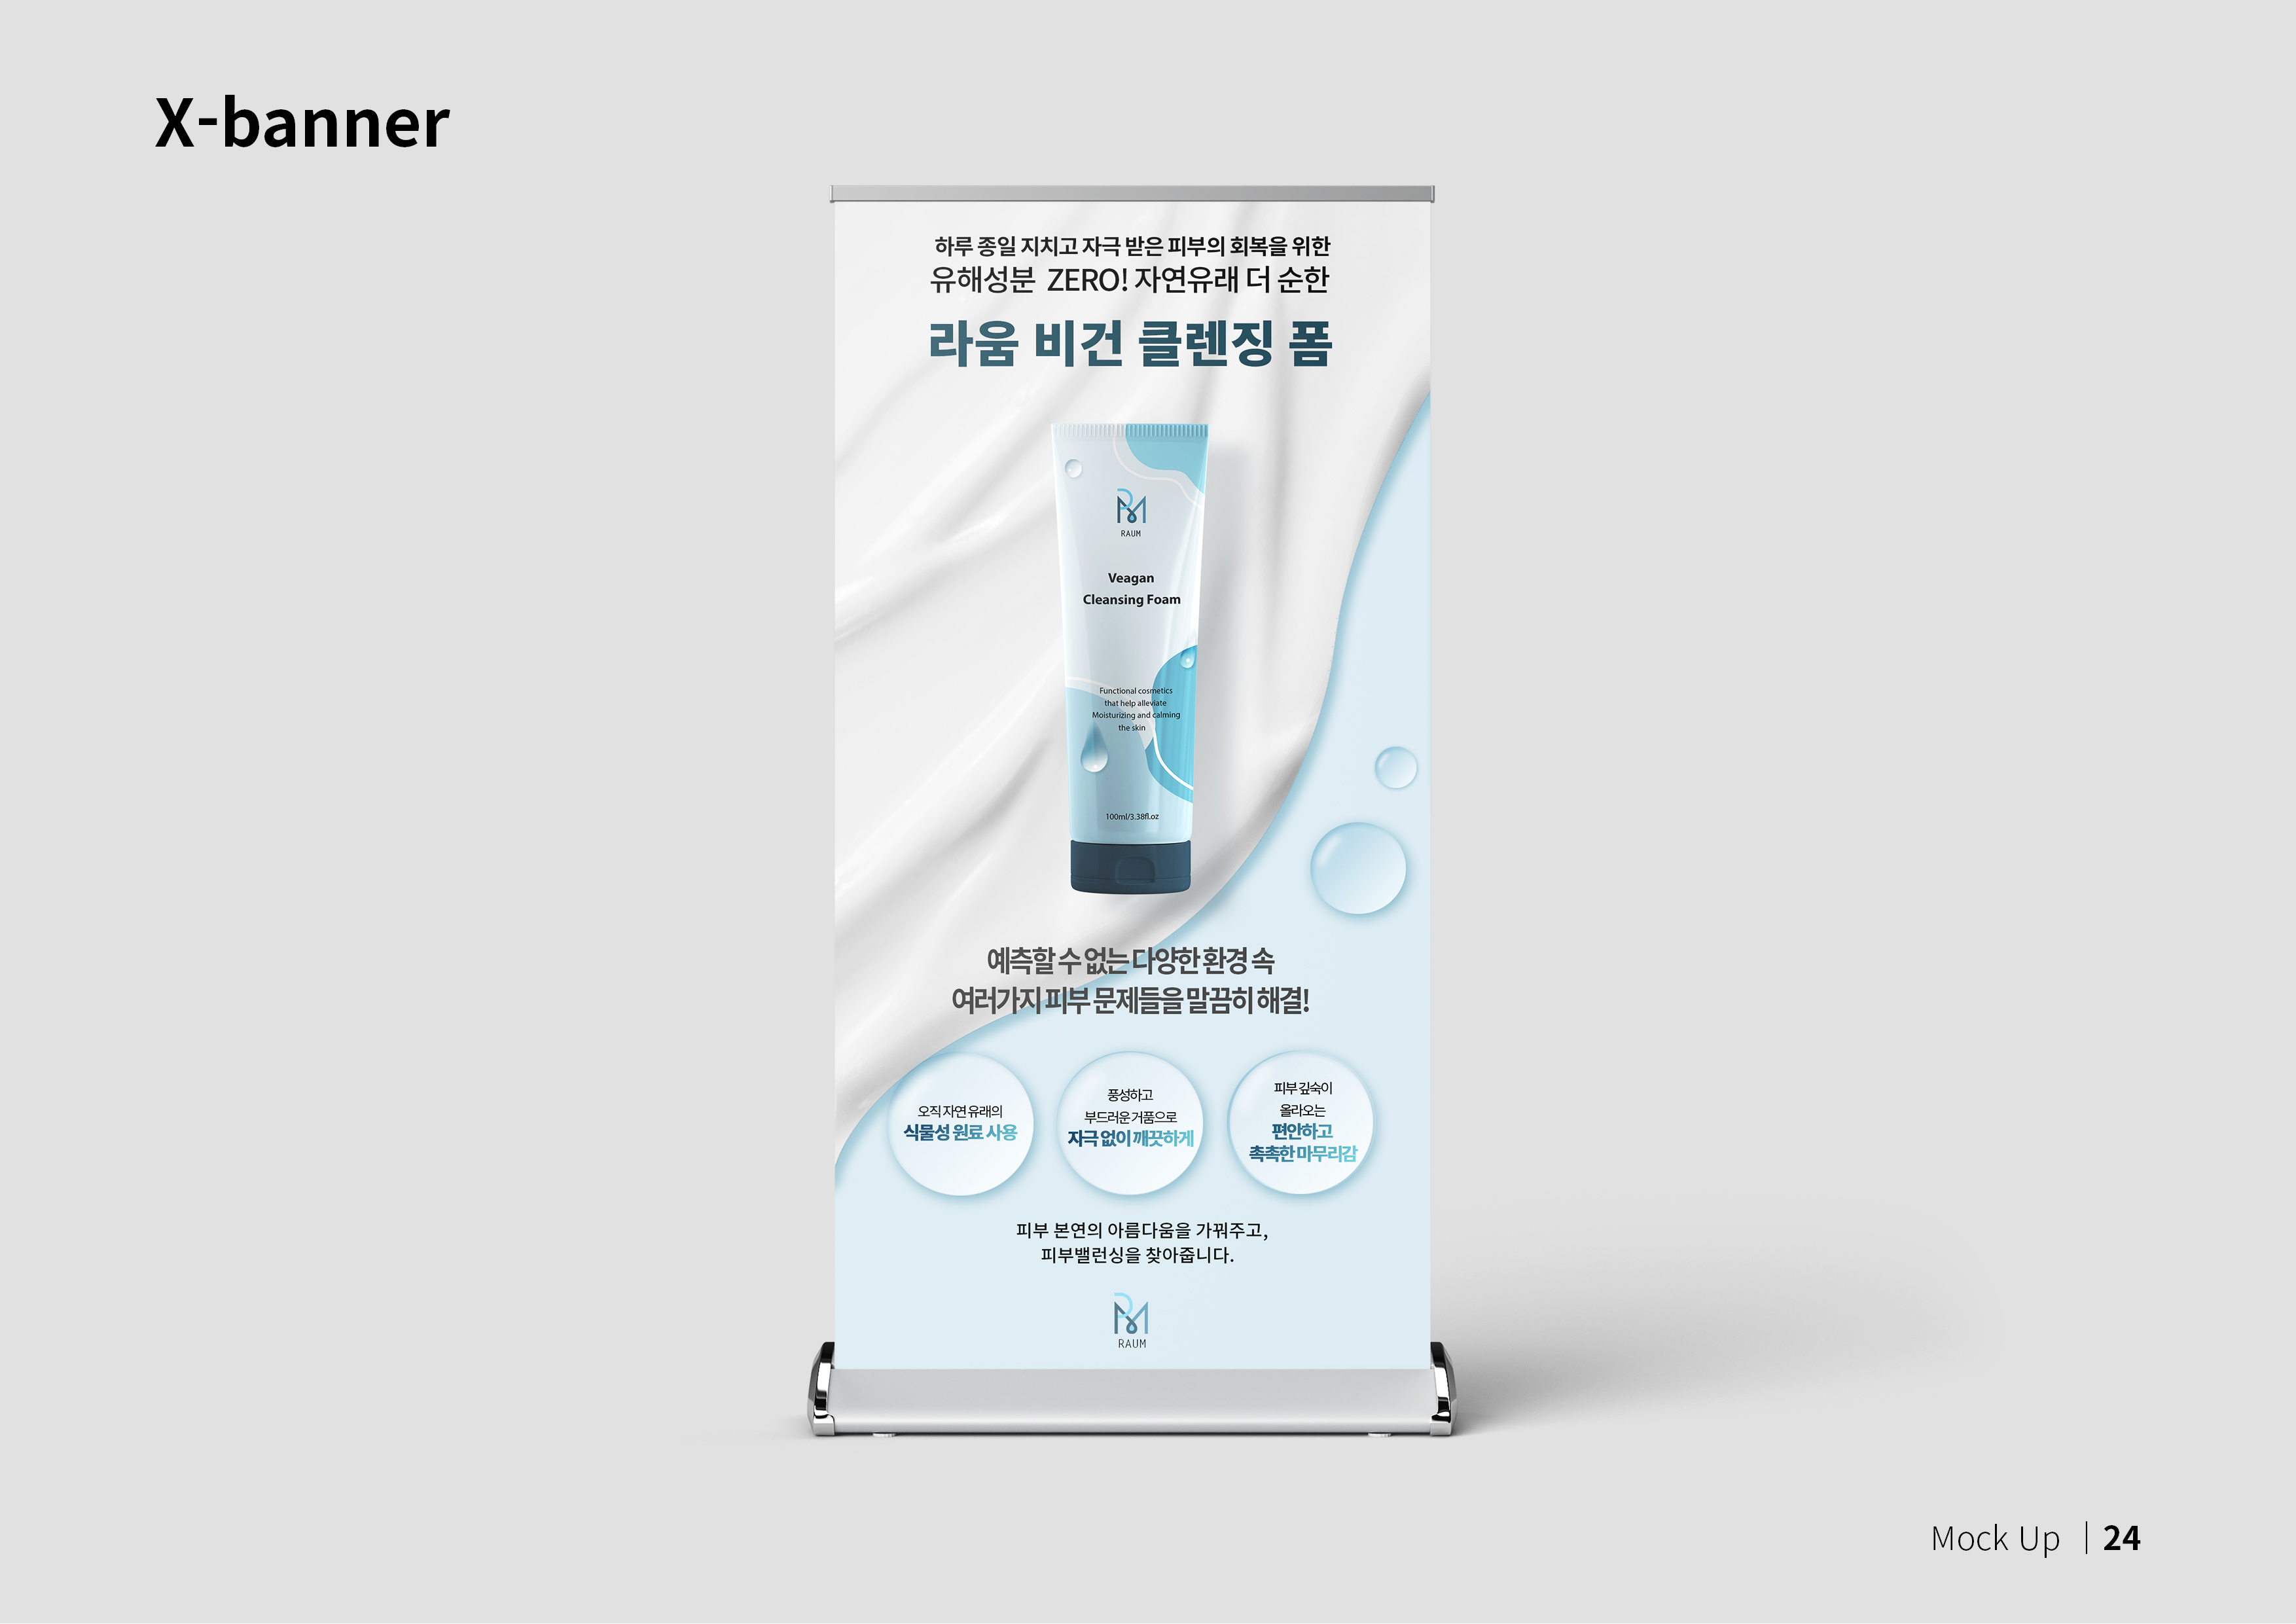 X-banner
하루 종일 지치고 자극 받은 피부의 회복을 위한
유해성분 ZERO! 자연유래 더 순한
라움 비건 클렌징 폼
RAUM
Veagan
Cleansing Foam
Functional cosmetics
that help alleviate
Moisturizing and calming
the skin
100ml/3.38fl.oz
예측할 수 없는 다양한 환경 속
여러가지 피부 문제들을 말끔히 해결!
오직 자연 유래의
식물성 원료 사용
풍성하고
부드러운 거품으로
자극 없이 깨끗하게
피부 깊숙이
올라오는
편안하고
촉촉한 마무리감
피부 본연의 아름다움을 가꿔주고,
피부밸런싱을 찾아줍니다.
RAUM
Mock Up | 24